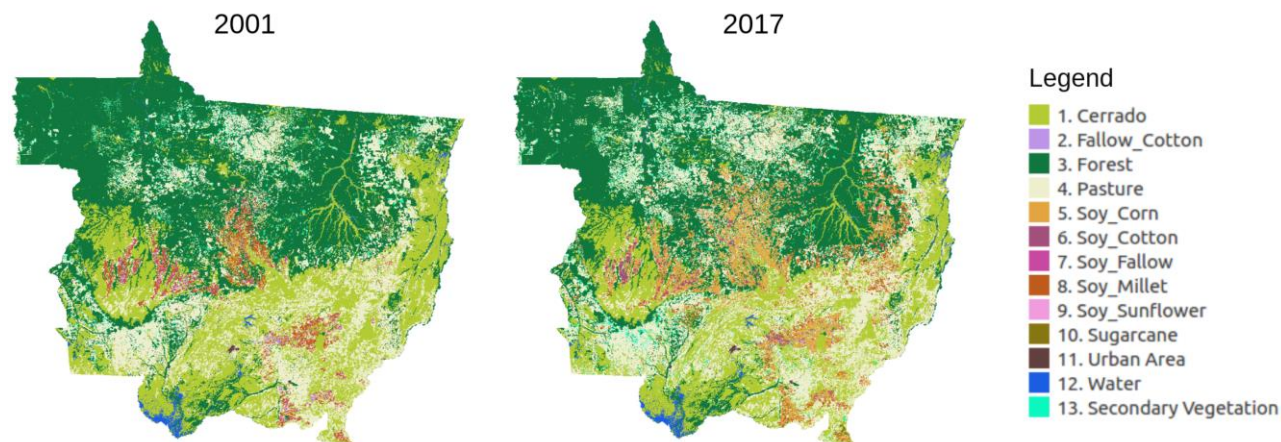 2001
2017
Legend
1. Cerrado
2. Fallow_Cotton
3. Forest
4. Pasture
5. Soy_Corn
6. Soy_Cotton
7. Soy_Fallow
8. Soy_Millet
9. Soy_Sunflower
10. Sugarcane
11. Urban Area
12. Water
13. Secondary Vegetation